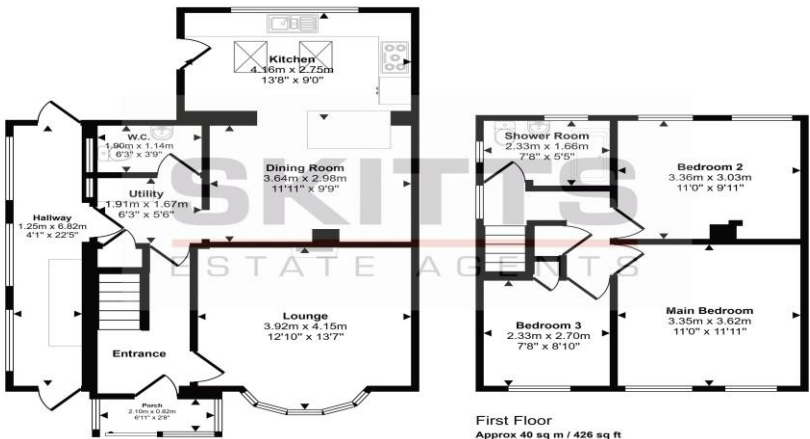 Kitchen
4.16m x 2.75m
13'8" x 9'0"
W.C.
1.90m x 1.14m
6'3" x 3'9"
Dining Room
3.64m x 2.98m
11'11" x 9'9"
Utility
1.91m x 1.67m
6'3" x 5'6"
Hallway
1.25m x 6.82m
4'1" x 22'5"
Lounge
3.92m x 4.15m
12'10" x 13'7"
Entrance
Porch
2.10m x 0.82m
6'11" x 2'8"
Shower Room
2.33m x 1.66m
7'8" x 5'5"
Bedroom 2
3.36m x 3.03m
11'0" x 9'11"
Bedroom 3
2.33m x 2.70m
7'8" x 8'10"
Main Bedroom
3.35m x 3.62m
11'0" x 11'11"
SKITTS
ESTATE AGENTS
First Floor
Approx 40 sq m / 426 sq ft